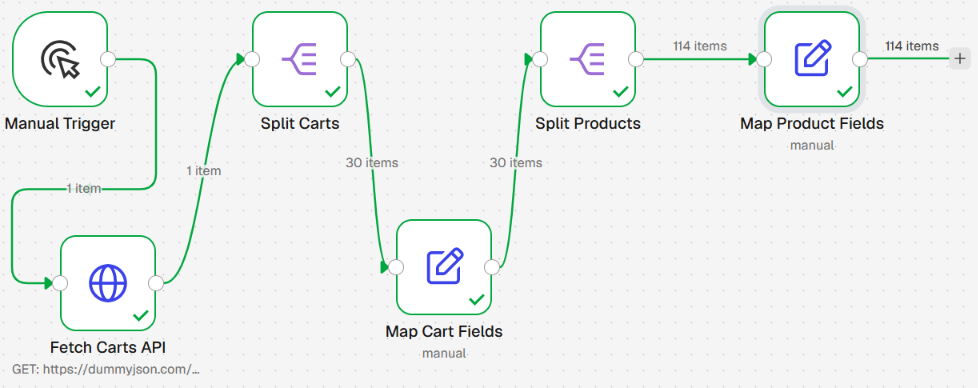 Manual Trigger
1 item
Fetch Carts API
GET: https://dummyjson.com/...
1 item
Split Carts
30 items
Map Cart Fields
manual
30 items
Split Products
114 items
Map Product Fields
manual
114 items